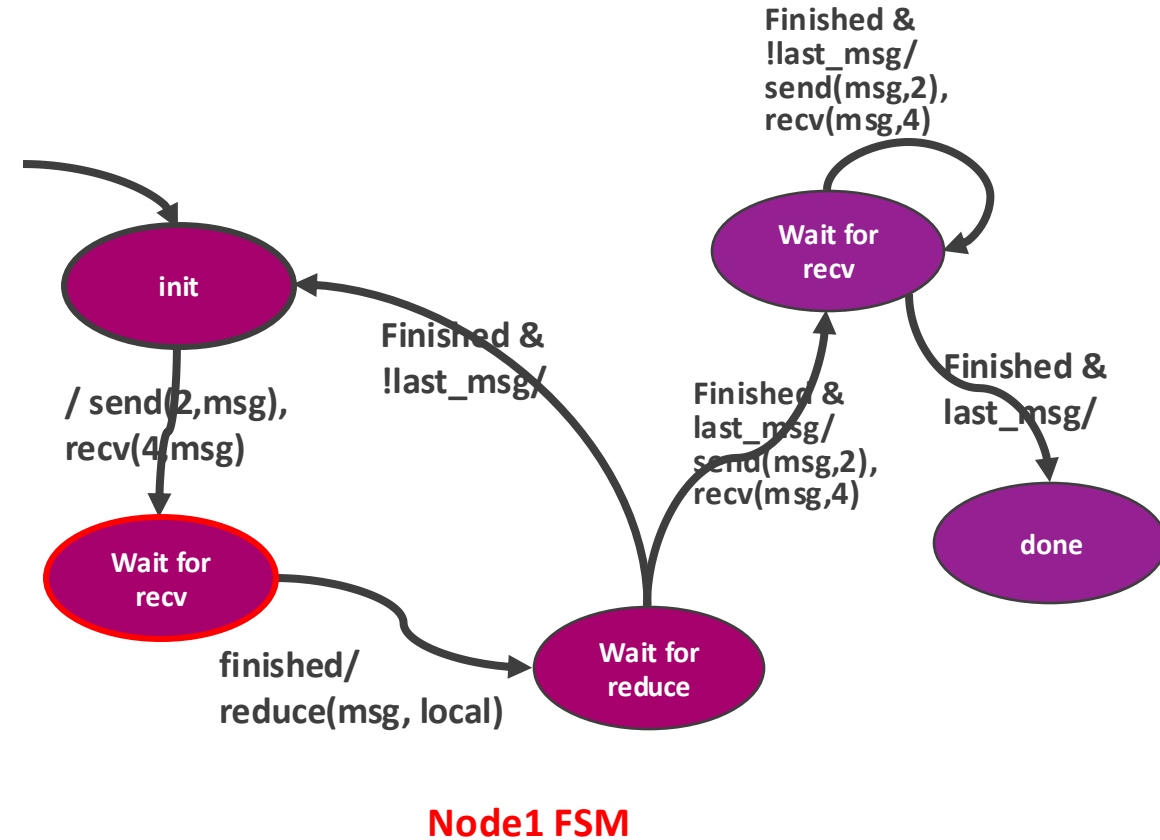 Finished &
!last_msg/
send(msg,2),
recv(msg,4)
Wait for
recv
init
Finished &
!last_msg/
/ send(2,msg),
recv(4,msg)
Finished &
last_msg/
send(msg,2),
recv(msg,4)
Finished &
last_msg/
done
Wait for
recv
finished/
reduce(msg, local)
Wait for
reduce
Node1 FSM